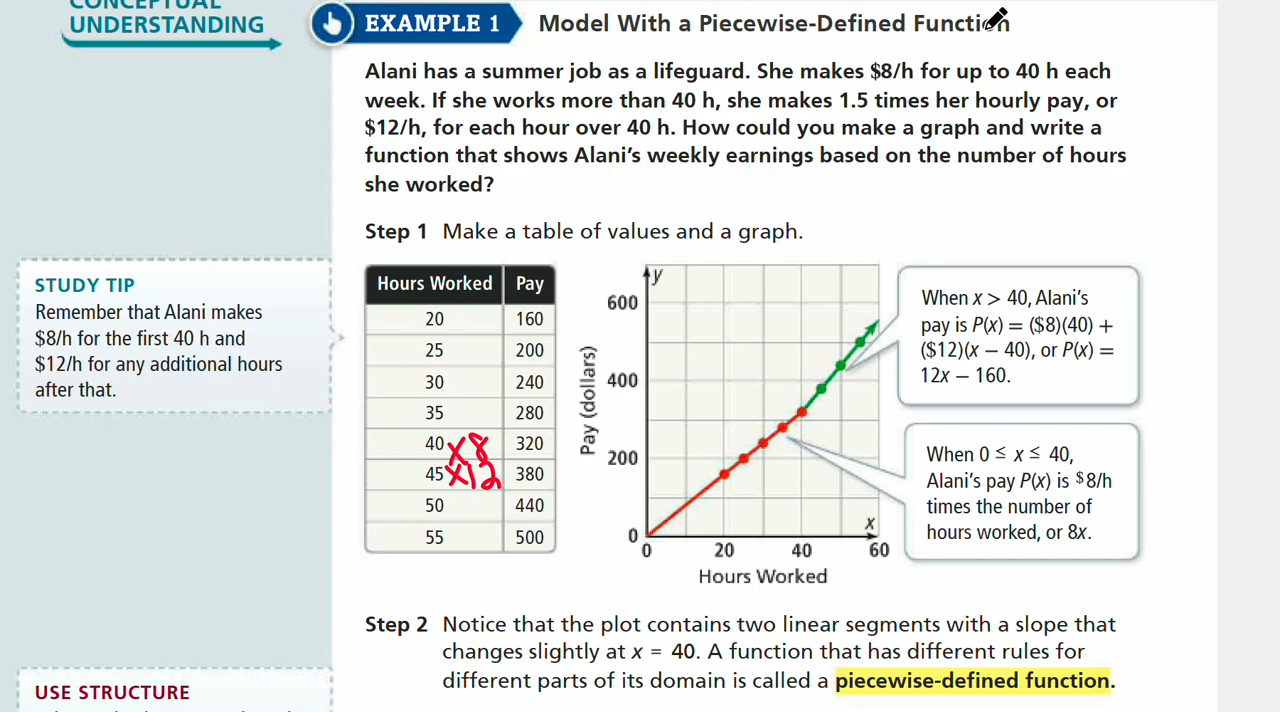 CONCEPTUAL
UNDERSTANDING
EXAMPLE 1 Model With a Piecewise-Defined Function
Alani has a summer job as a lifeguard. She makes $8/h for up to 40 h each
week. If she works more than 40 h, she makes 1.5 times her hourly pay, or
$12/h, for each hour over 40 h. How could you make a graph and write a
function that shows Alani’s weekly earnings based on the number of hours
she worked?
Step 1 Make a table of values and a graph.
STUDY TIP
Remember that Alani makes
$8/h for the first 40 h and
$12/h for any additional hours
after that.
Hours Worked Pay
20 160
25 200
30 240
35 280
40 x8 320
45 x12 380
50 440
55 500
y
600
400
200
0
Pay (dollars)
x
0 20 40 60
Hours Worked
When x > 40, Alani’s
pay is P(x) = ($8)(40) +
($12)(x − 40), or P(x) =
12x − 160.
When 0 ≤ x ≤ 40,
Alani’s pay P(x) is $8/h
times the number of
hours worked, or 8x.
Step 2 Notice that the plot contains two linear segments with a slope that
changes slightly at x = 40. A function that has different rules for
different parts of its domain is called a piecewise-defined function.
USE STRUCTURE